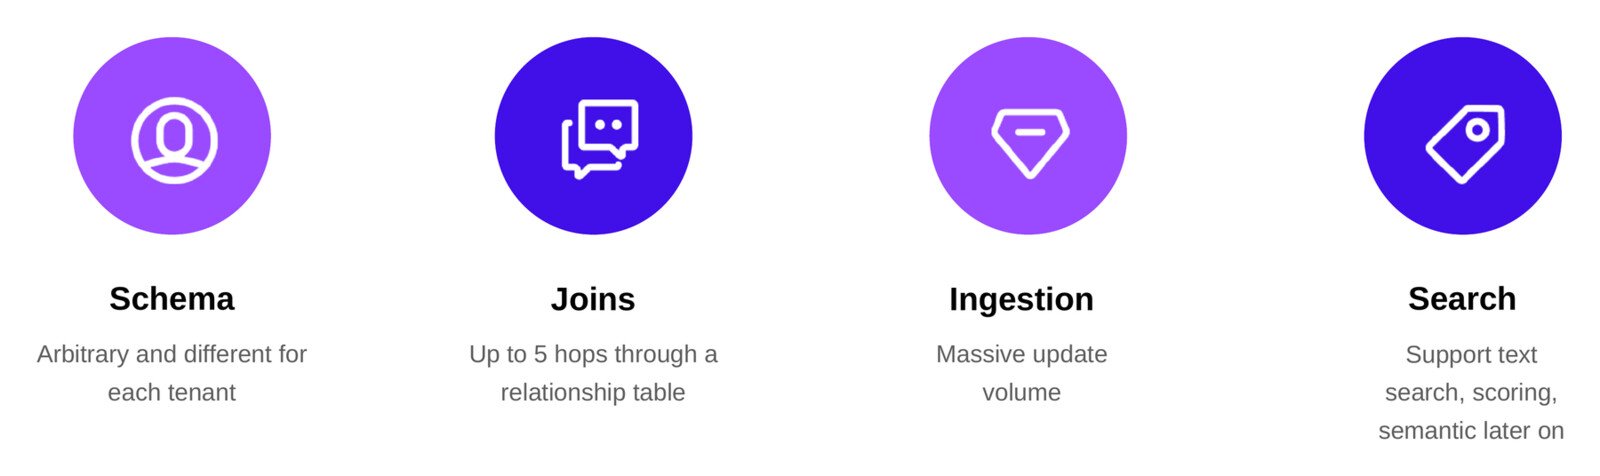 Schema
Arbitrary and different for
each tenant
Joins
Up to 5 hops through a
relationship table
Ingestion
Massive update
volume
Search
Support text
search, scoring,
semantic later on